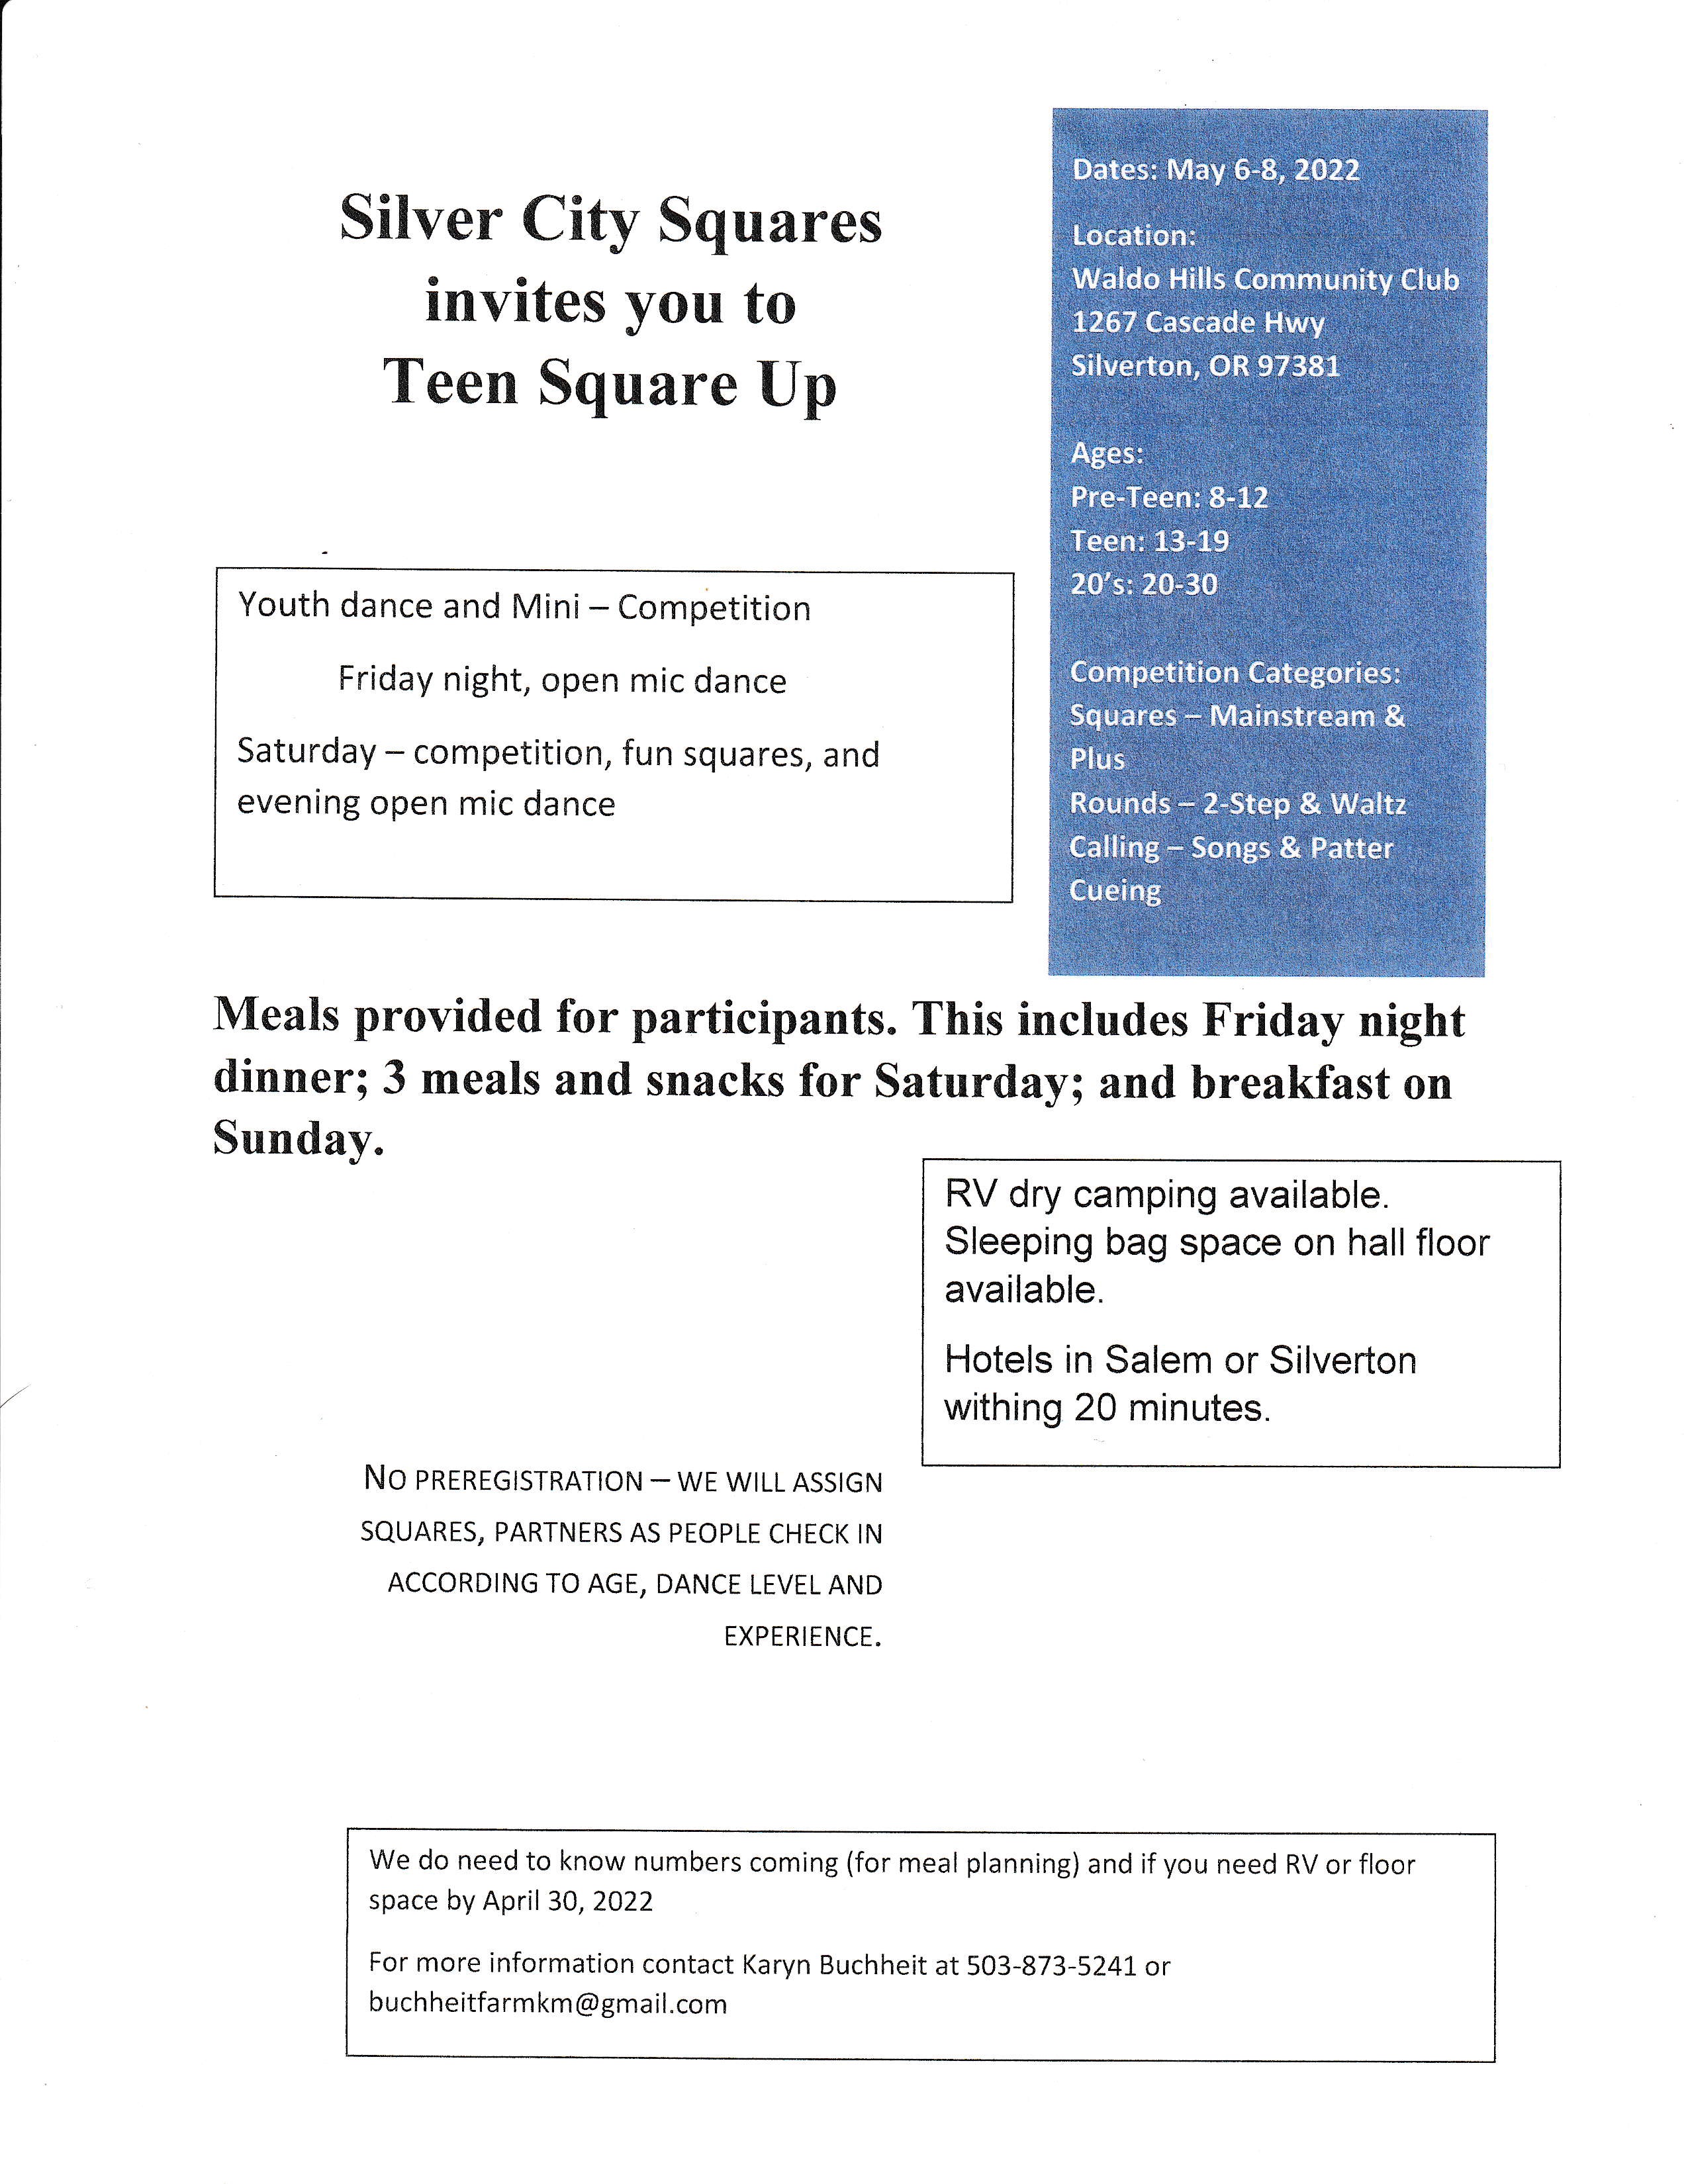 Silver City Squares
invites you to
Teen Square Up
Dates: May 6-8, 2022
Location:
Waldo Hills Community Club
1267 Cascade Hwy
Silverton, OR 97381
Ages:
Pre-Teen: 8-12
Teen: 13-19
20's: 20-30
Competition Categories:
Squares – Mainstream &
Plus
Rounds – 2-Step & Waltz
Calling – Songs & Patter
Cueing
Youth dance and Mini – Competition
Friday night, open mic dance
Saturday – competition, fun squares, and
evening open mic dance
Meals provided for participants. This includes Friday night
dinner; 3 meals and snacks for Saturday; and breakfast on
Sunday.
RV dry camping available.
Sleeping bag space on hall floor
available.
Hotels in Salem or Silverton
withing 20 minutes.
NO PREREGISTRATION – WE WILL ASSIGN
SQUARES, PARTNERS AS PEOPLE CHECK IN
ACCORDING TO AGE, DANCE LEVEL AND
EXPERIENCE.
We do need to know numbers coming (for meal planning) and if you need RV or floor
space by April 30, 2022
For more information contact Karyn Buchheit at 503-873-5241 or
buchheitfarmkm@gmail.com